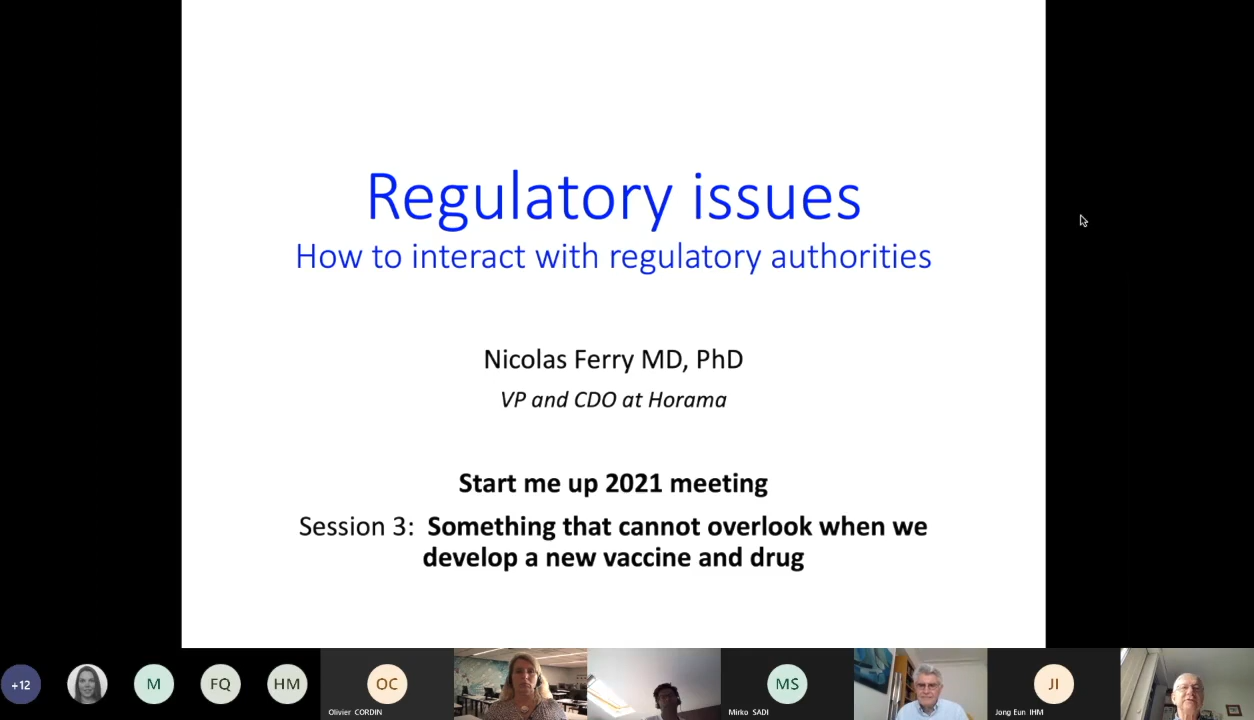 Regulatory issues
How to interact with regulatory authorities
Nicolas Ferry MD, PhD
VP and CDO at Horama
Start me up 2021 meeting
Session 3: Something that cannot overlook when we
develop a new vaccine and drug
+12
M
FQ
HM
OC
Olivier CORDIN
MS
Mirko SADI
JI
Jong Eun IHM